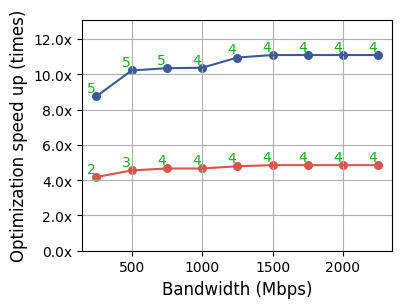 12.0x
10.0x
8.0x
6.0x
4.0x
2.0x
0.0x
Optimization speed up (times)
5 5 5 4 4 4 4 4 4
2 3 4 4 4 4 4 4 4
500 1000 1500 2000
Bandwidth (Mbps)